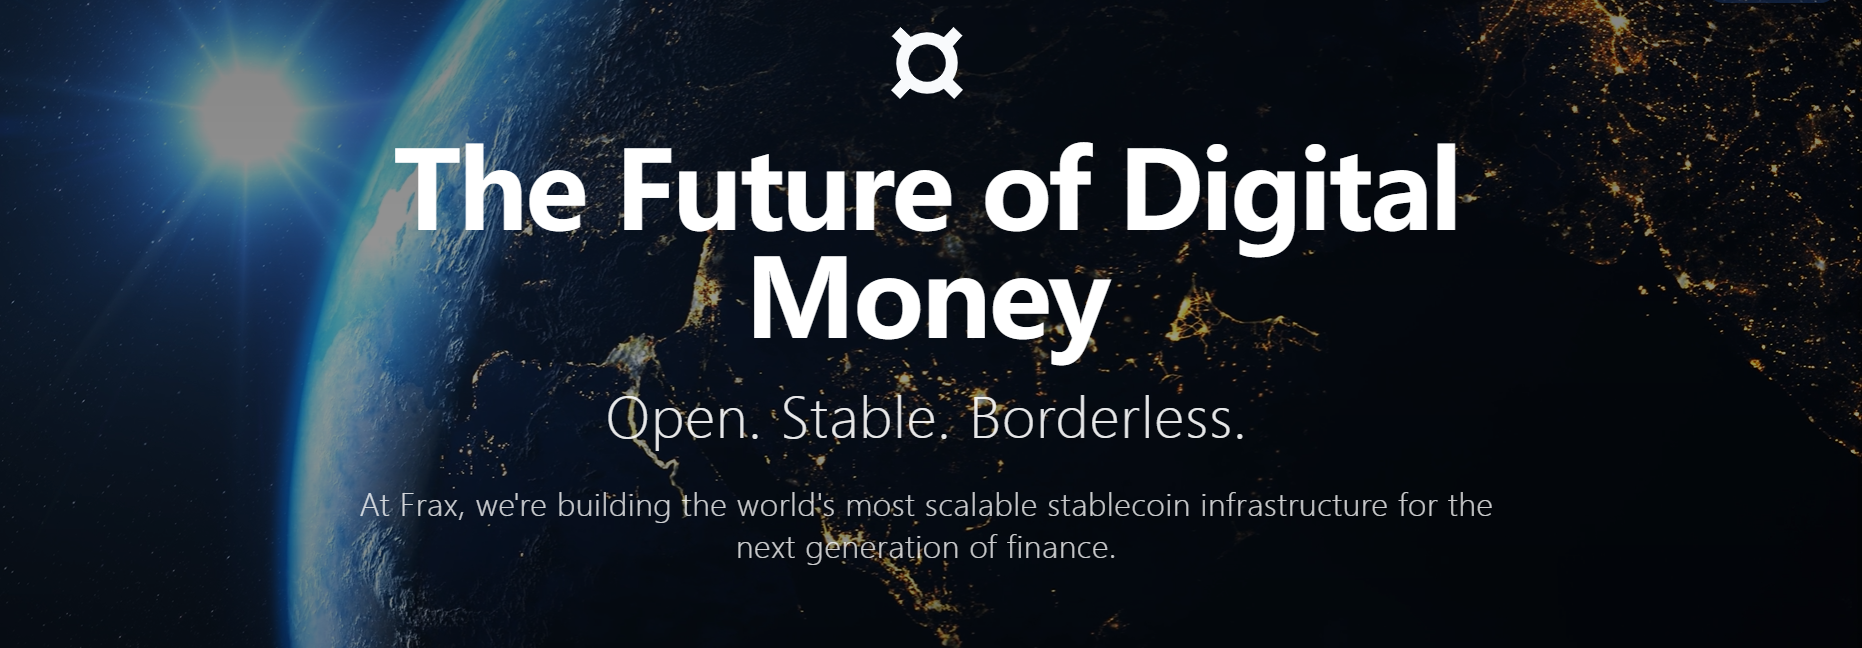 The Future of Digital
Money
Open. Stable. Borderless.
At Frax, we're building the world's most scalable stablecoin infrastructure for the
next generation of finance.